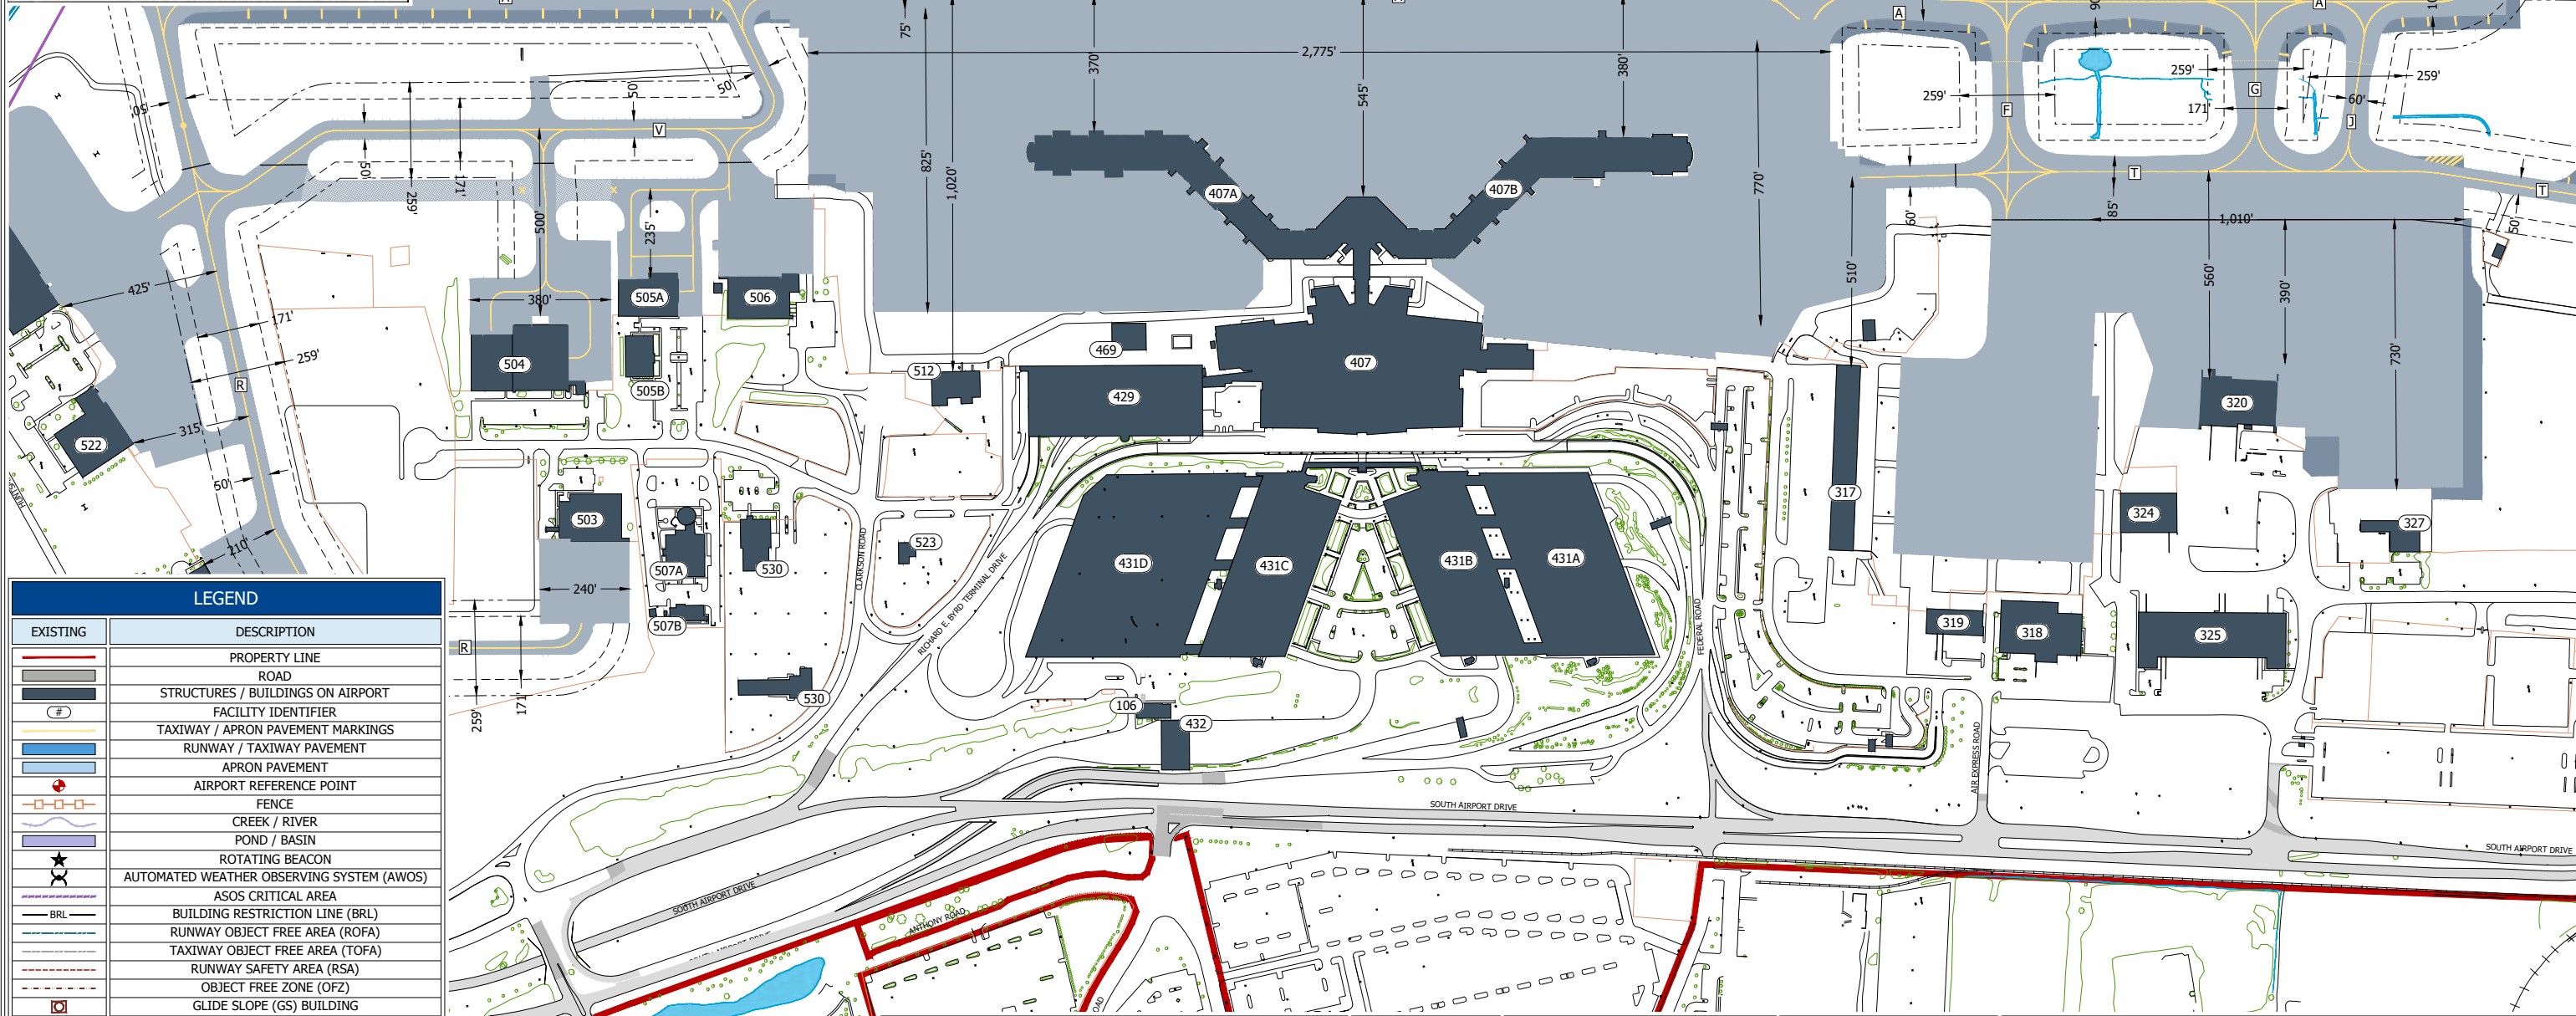 A
A
75'
2,775'
370'
545'
380'
259'
259'
50'
50'
50'
V
259'
F
171'
G
60'
J
825'
1,020'
770'
50'
171'
259'
500'
235'
407A
407B
T
T
60'
85'
1,010'
50'
425'
380'
505A
506
510'
560'
390'
171'
259'
504
505B
469
407
512
429
730'
R
320
315'
522
50'
210'
503
507A
530
523
CLARKSON ROAD
RICHARD E. BYRD TERMINAL DRIVE
431D
431C
431B
431A
317
324
327
FEDERAL ROAD
240'
507B
R
259'
171'
530
106
432
319
318
325
AIR EXPRESS ROAD
SOUTH AIRPORT DRIVE
SOUTH AIRPORT DRIVE
SOUTH AIRPORT DRIVE
ANTHONY ROAD
ROAD
LEGEND
EXISTING DESCRIPTION
PROPERTY LINE
ROAD
STRUCTURES / BUILDINGS ON AIRPORT
# FACILITY IDENTIFIER
TAXIWAY / APRON PAVEMENT MARKINGS
RUNWAY / TAXIWAY PAVEMENT
APRON PAVEMENT
AIRPORT REFERENCE POINT
FENCE
CREEK / RIVER
POND / BASIN
ROTATING BEACON
AUTOMATED WEATHER OBSERVING SYSTEM (AWOS)
ASOS CRITICAL AREA
BRL BUILDING RESTRICTION LINE (BRL)
RUNWAY OBJECT FREE AREA (ROFA)
TAXIWAY OBJECT FREE AREA (TOFA)
RUNWAY SAFETY AREA (RSA)
OBJECT FREE ZONE (OFZ)
GLIDE SLOPE (GS) BUILDING